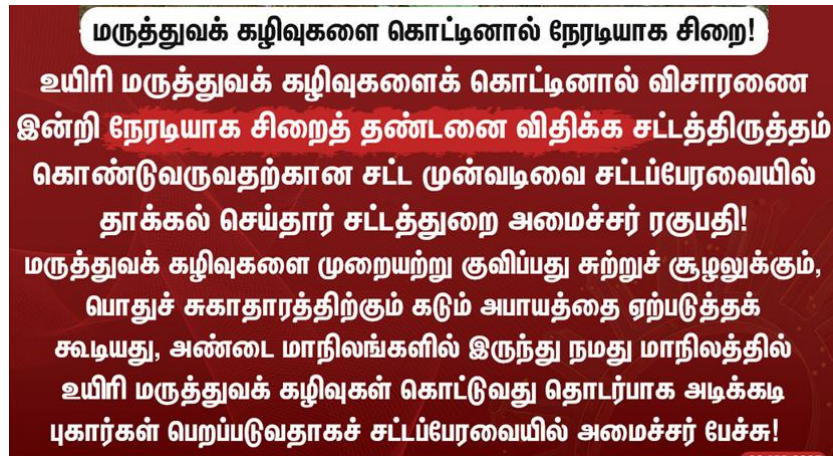 மருத்துவக் கழிவுகளை கொட்டினால் நேரடியாக சிறை!
உயிரி மருத்துவக் கழிவுகளைக் கொட்டினால் விசாரணை
இன்றி நேரடியாக சிறைத் தண்டனை விதிக்க சட்டத்திருத்தம்
கொண்டுவருவதற்கான சட்ட முன்வடிவை சட்டப்பேரவையில்
தாக்கல் செய்தார் சட்டத்துறை அமைச்சர் ரகுபதி!
மருத்துவக் கழிவுகளை முறையற்று குவிப்பது சுற்றுச் சூழலுக்கும்,
பொதுச் சுகாதாரத்திற்கும் கடும் அபாயத்தை ஏற்படுத்தக்
கூடியது, அண்டை மாநிலங்களில் இருந்து நமது மாநிலத்தில்
உயிரி மருத்துவக் கழிவுகள் கொட்டுவது தொடர்பாக அடிக்கடி
புகார்கள் பெறப்படுவதாகச் சட்டப்பேரவையில் அமைச்சர் பேச்சு!